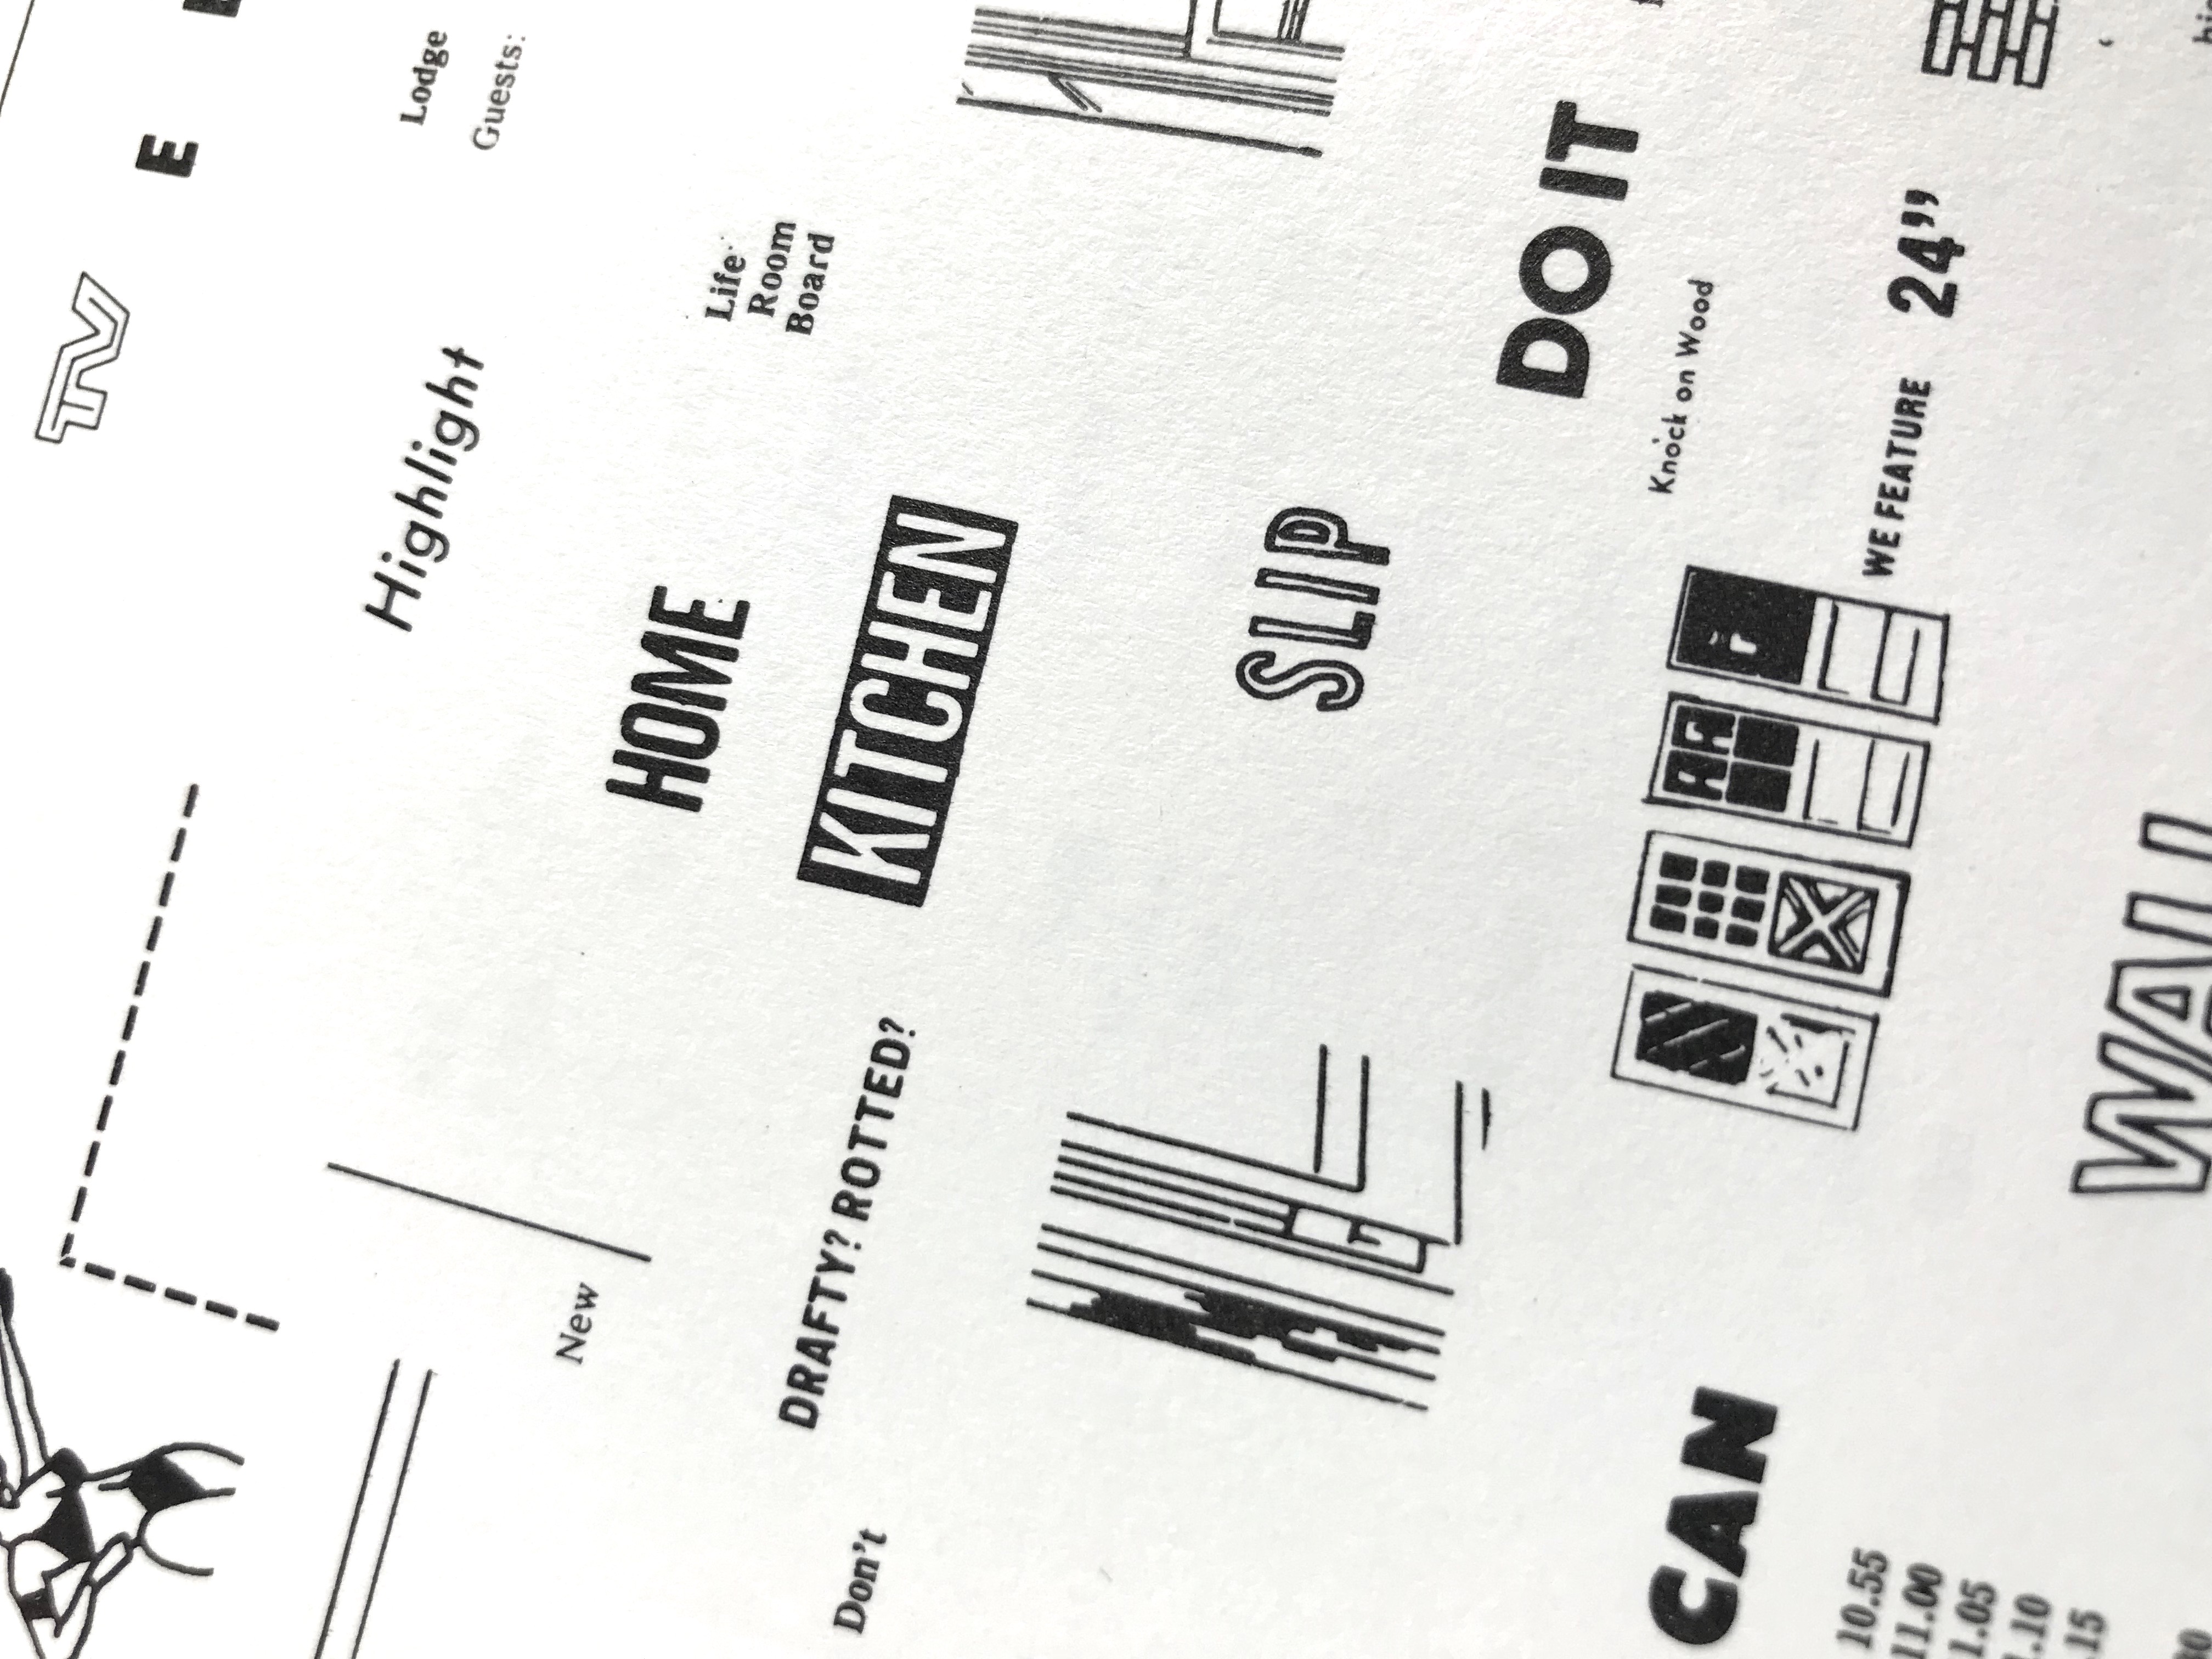 E
Lodge
Guests:
TV
Highlight
Life
Room
Board
HOME
KITCHEN
New
DRAFTY? ROTTED?
Don't
SLIP
DO IT
Knock on Wood
WE FEATURE 24”
CAN
10.55
11.00
1.05
.10
.15
WALL